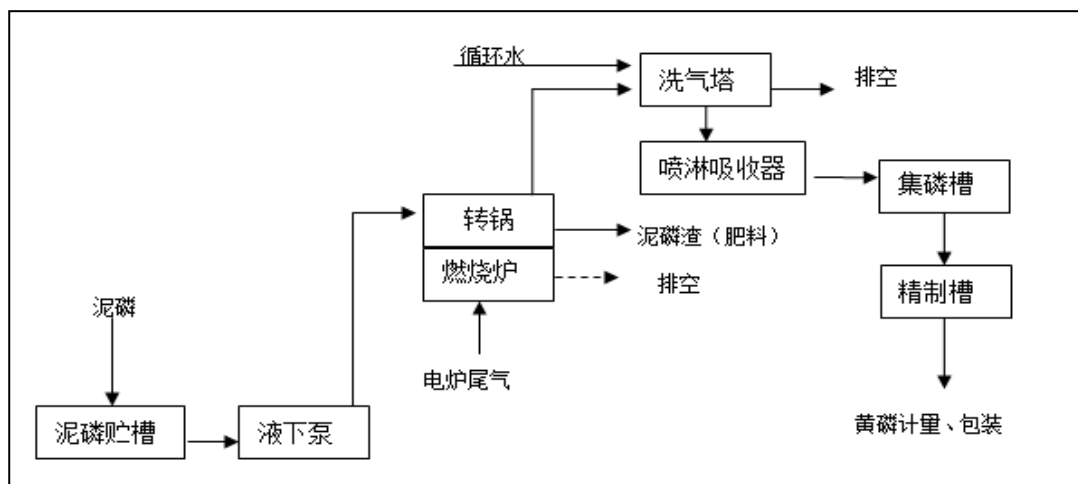 循环水
洗气塔
排空
喷淋吸收器
集磷槽
转锅
泥磷渣（肥料）
燃烧炉
排空
精制槽
泥磷
电炉尾气
泥磷贮槽
液下泵
黄磷计量、包装